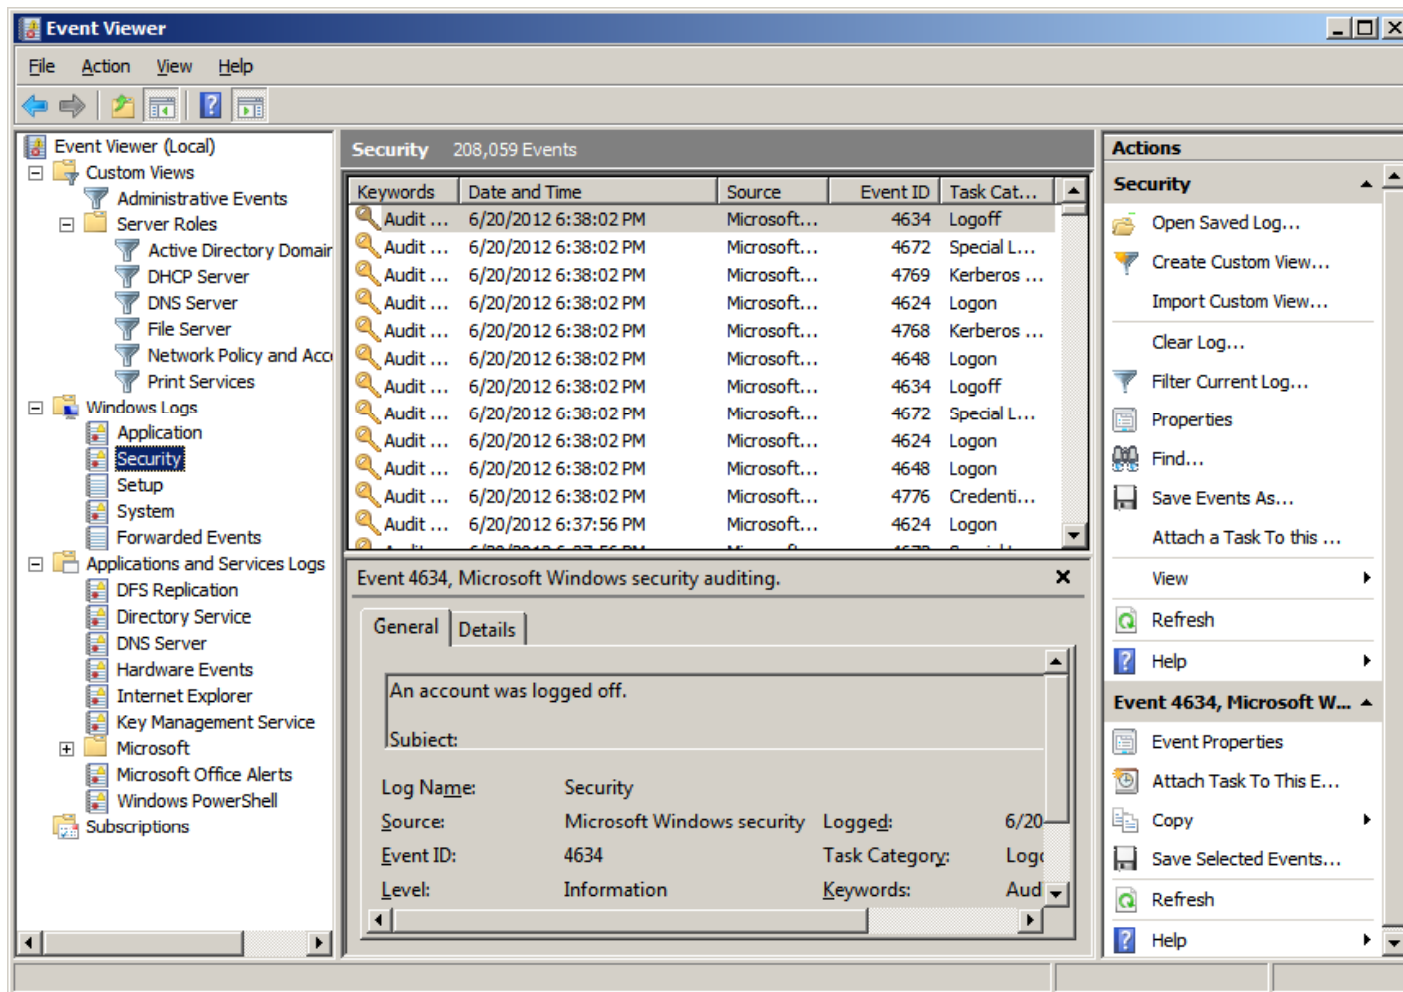 Event Viewer
File Action View Help
Event Viewer (Local)
Custom Views
Administrative Events
Server Roles
Active Directory Domair
DHCP Server
DNS Server
File Server
Network Policy and Acc
Print Services
Windows Logs
Application
Security
Setup
System
Forwarded Events
Applications and Services Logs
DFS Replication
Directory Service
DNS Server
Hardware Events
Internet Explorer
Key Management Service
Microsoft
Microsoft Office Alerts
Windows PowerShell
Subscriptions
Security 208,059 Events
Keywords Date and Time Source Event ID Task Cat...
Audit ... 6/20/2012 6:38:02 PM Microsoft... 4634 Logoff
Audit ... 6/20/2012 6:38:02 PM Microsoft... 4672 Special L...
Audit ... 6/20/2012 6:38:02 PM Microsoft... 4769 Kerberos ...
Audit ... 6/20/2012 6:38:02 PM Microsoft... 4624 Logon
Audit ... 6/20/2012 6:38:02 PM Microsoft... 4768 Kerberos ...
Audit ... 6/20/2012 6:38:02 PM Microsoft... 4648 Logon
Audit ... 6/20/2012 6:38:02 PM Microsoft... 4634 Logoff
Audit ... 6/20/2012 6:38:02 PM Microsoft... 4672 Special L...
Audit ... 6/20/2012 6:38:02 PM Microsoft... 4624 Logon
Audit ... 6/20/2012 6:38:02 PM Microsoft... 4648 Logon
Audit ... 6/20/2012 6:38:02 PM Microsoft... 4776 Credenti...
Audit ... 6/20/2012 6:37:56 PM Microsoft... 4624 Logon
Event 4634, Microsoft Windows security auditing.
General Details
An account was logged off.
Subject:
Log Name: Security
Source: Microsoft Windows security Logged: 6/20
Event ID: 4634 Task Category: Logo
Level: Information Keywords: Aud
Actions
Security
Open Saved Log...
Create Custom View...
Import Custom View...
Clear Log...
Filter Current Log...
Properties
Find...
Save Events As...
Attach a Task To this ...
View
Refresh
Help
Event 4634, Microsoft W...
Event Properties
Attach Task To This E...
Copy
Save Selected Events...
Refresh
Help